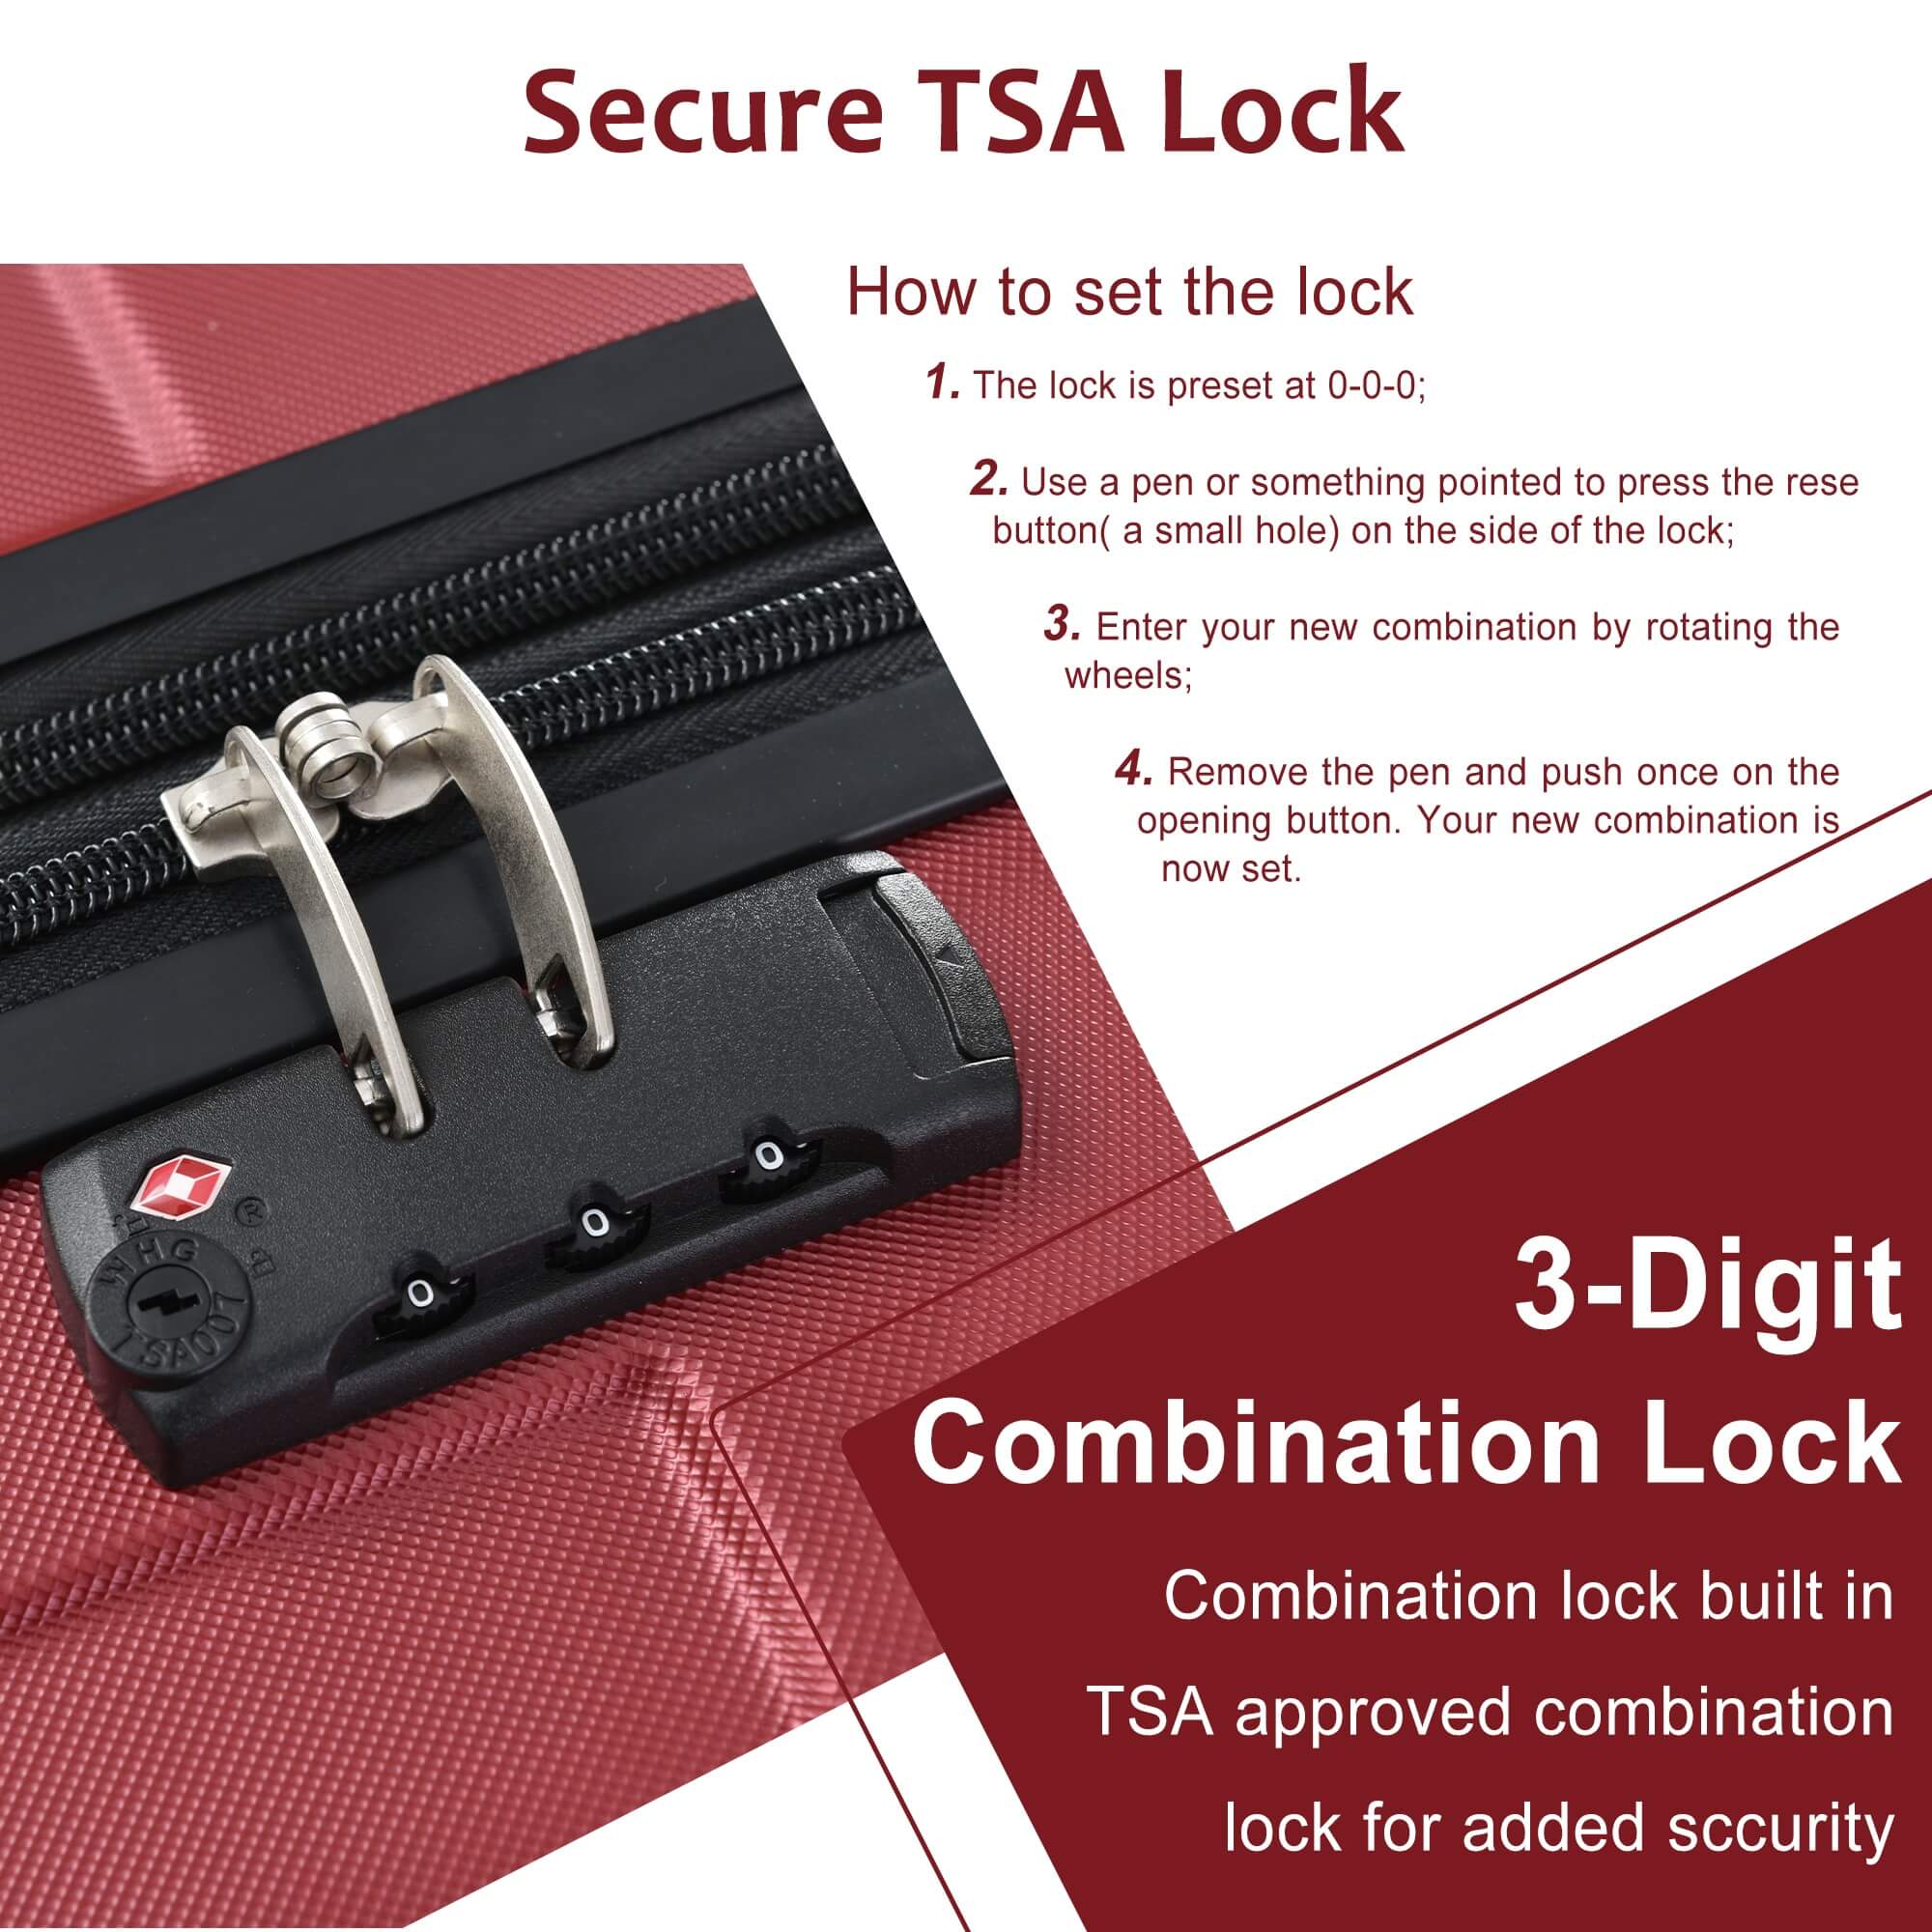 Secure TSA Lock
How to set the lock
1. The lock is preset at 0-0-0;
2. Use a pen or something pointed to press the rese
button( a small hole) on the side of the lock;
3. Enter your new combination by rotating the
wheels;
4. Remove the pen and push once on the
opening button. Your new combination is
now set.
0 0 0
®
WHG
TSA007
3-Digit
Combination Lock
Combination lock built in
TSA approved combination
lock for added sccurity